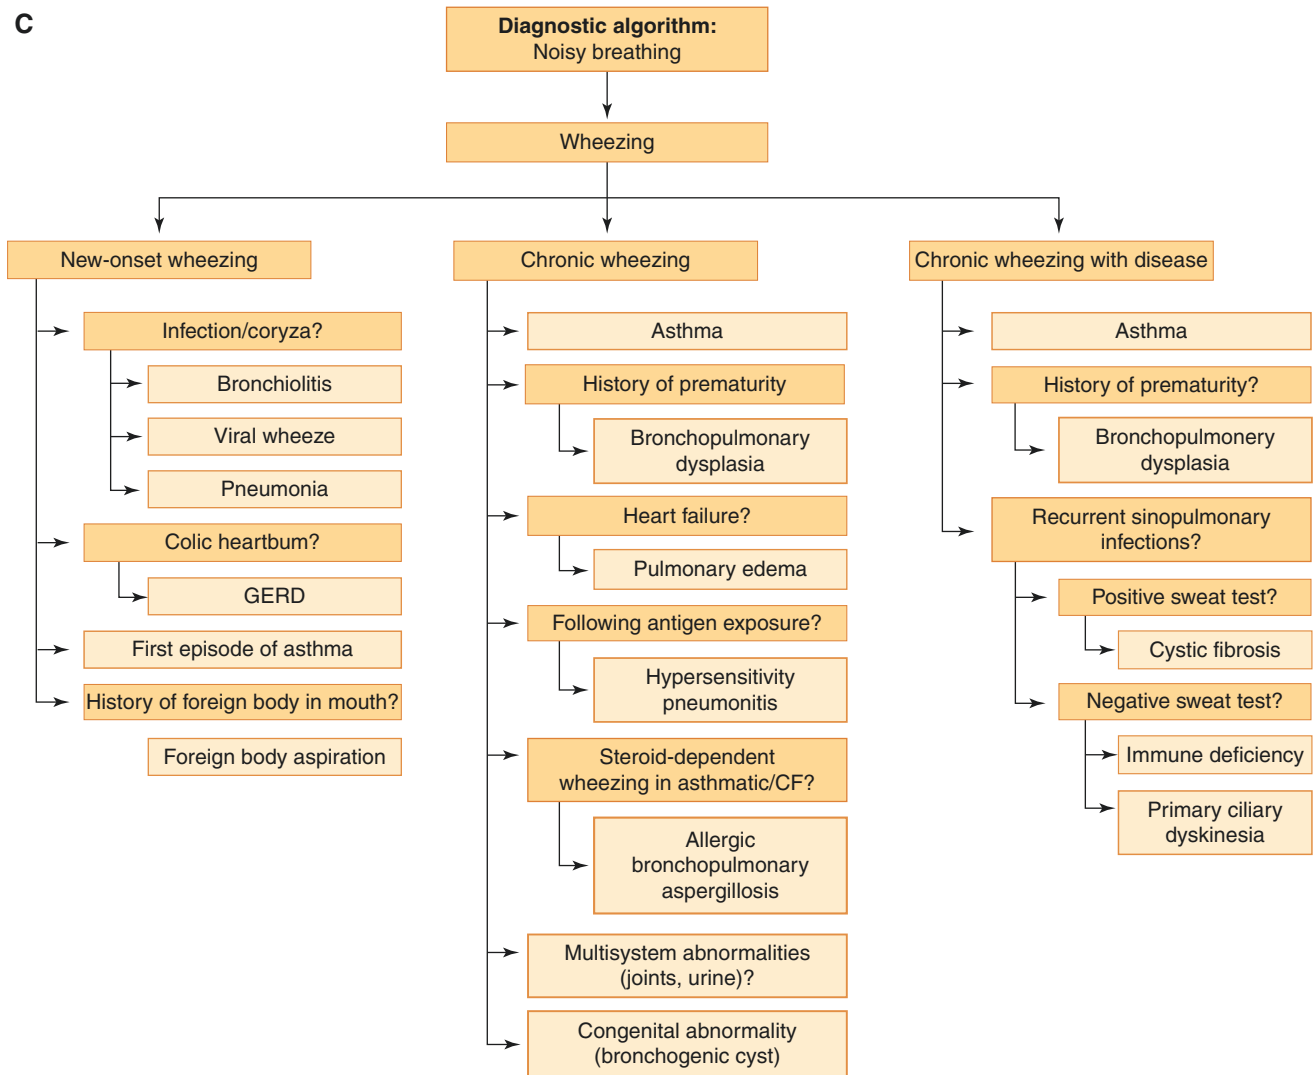 C
Diagnostic algorithm:
Noisy breathing
Wheezing
New-onset wheezing
Infection/coryza?
Bronchiolitis
Viral wheeze
Pneumonia
Colic heartbum?
GERD
First episode of asthma
History of foreign body in mouth?
Foreign body aspiration
Chronic wheezing
Asthma
History of prematurity
Bronchopulmonary
dysplasia
Heart failure?
Pulmonary edema
Following antigen exposure?
Hypersensitivity
pneumonitis
Steroid-dependent
wheezing in asthmatic/CF?
Allergic
bronchopulmonary
aspergillosis
Multisystem abnormalities
(joints, urine)?
Congenital abnormality
(bronchogenic cyst)
Chronic wheezing with disease
Asthma
History of prematurity?
Bronchopulmonery
dysplasia
Recurrent sinopulmonary
infections?
Positive sweat test?
Cystic fibrosis
Negative sweat test?
Immune deficiency
Primary ciliary
dyskinesia